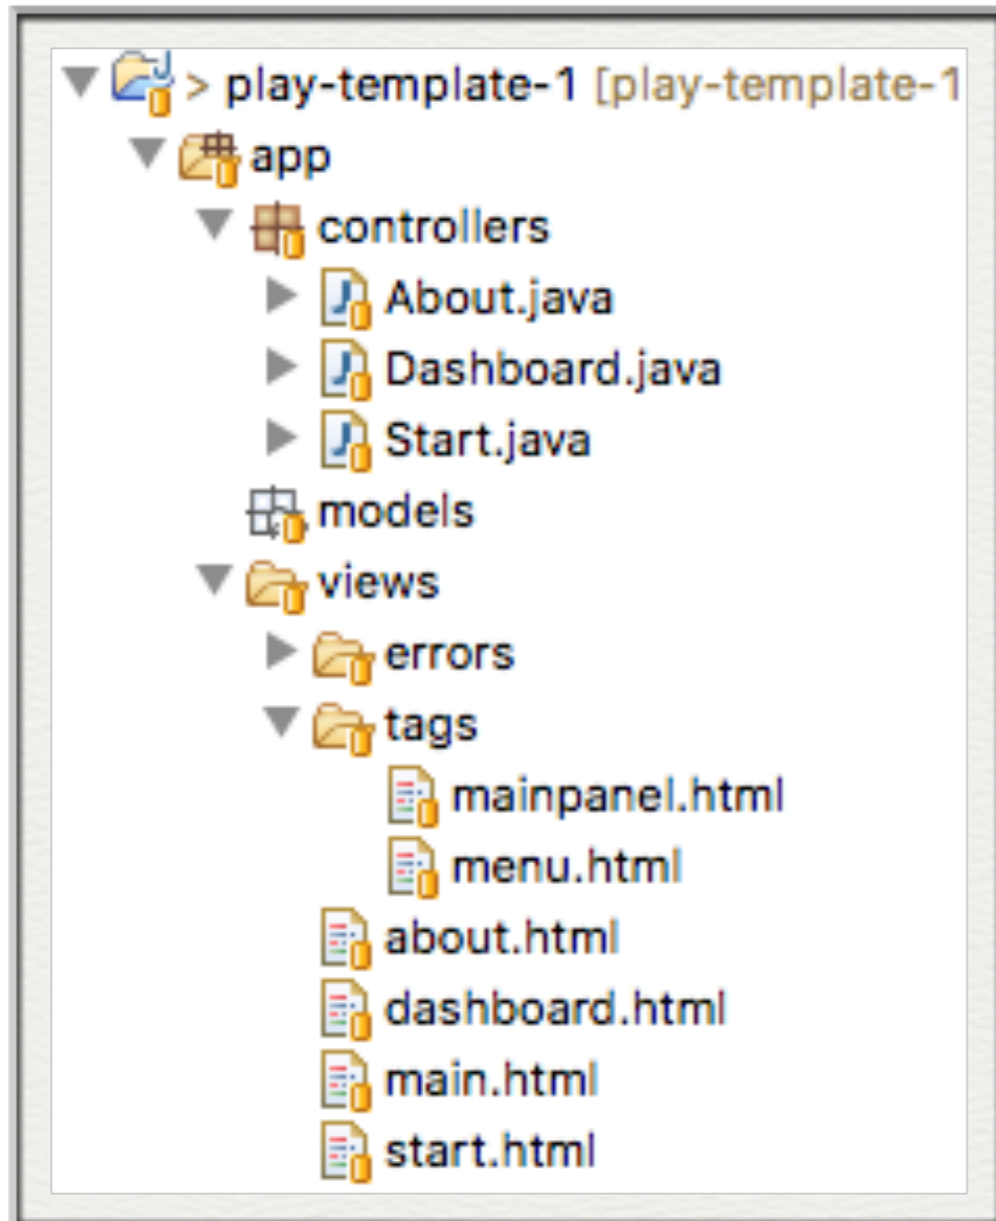 > play-template-1 [play-template-1
app
controllers
About.java
Dashboard.java
Start.java
models
views
errors
tags
mainpanel.html
menu.html
about.html
dashboard.html
main.html
start.html